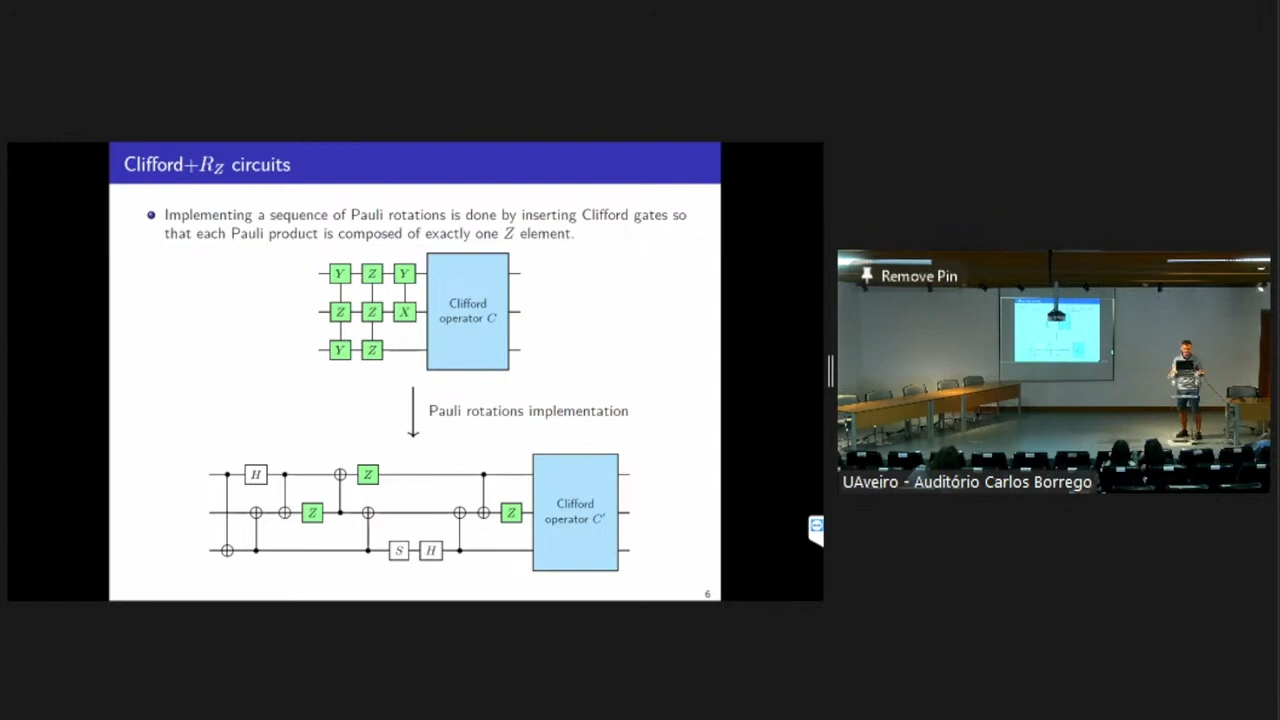 Clifford+R_Z circuits
Implementing a sequence of Pauli rotations is done by inserting Clifford gates so
that each Pauli product is composed of exactly one Z element.
Y Z Y
Z Z X
Y Z
Clifford
operator C
Pauli rotations implementation
H Z
Z Z
S H
Clifford
operator C′
6
Remove Pin
UAveiro - Auditório Carlos Borrego